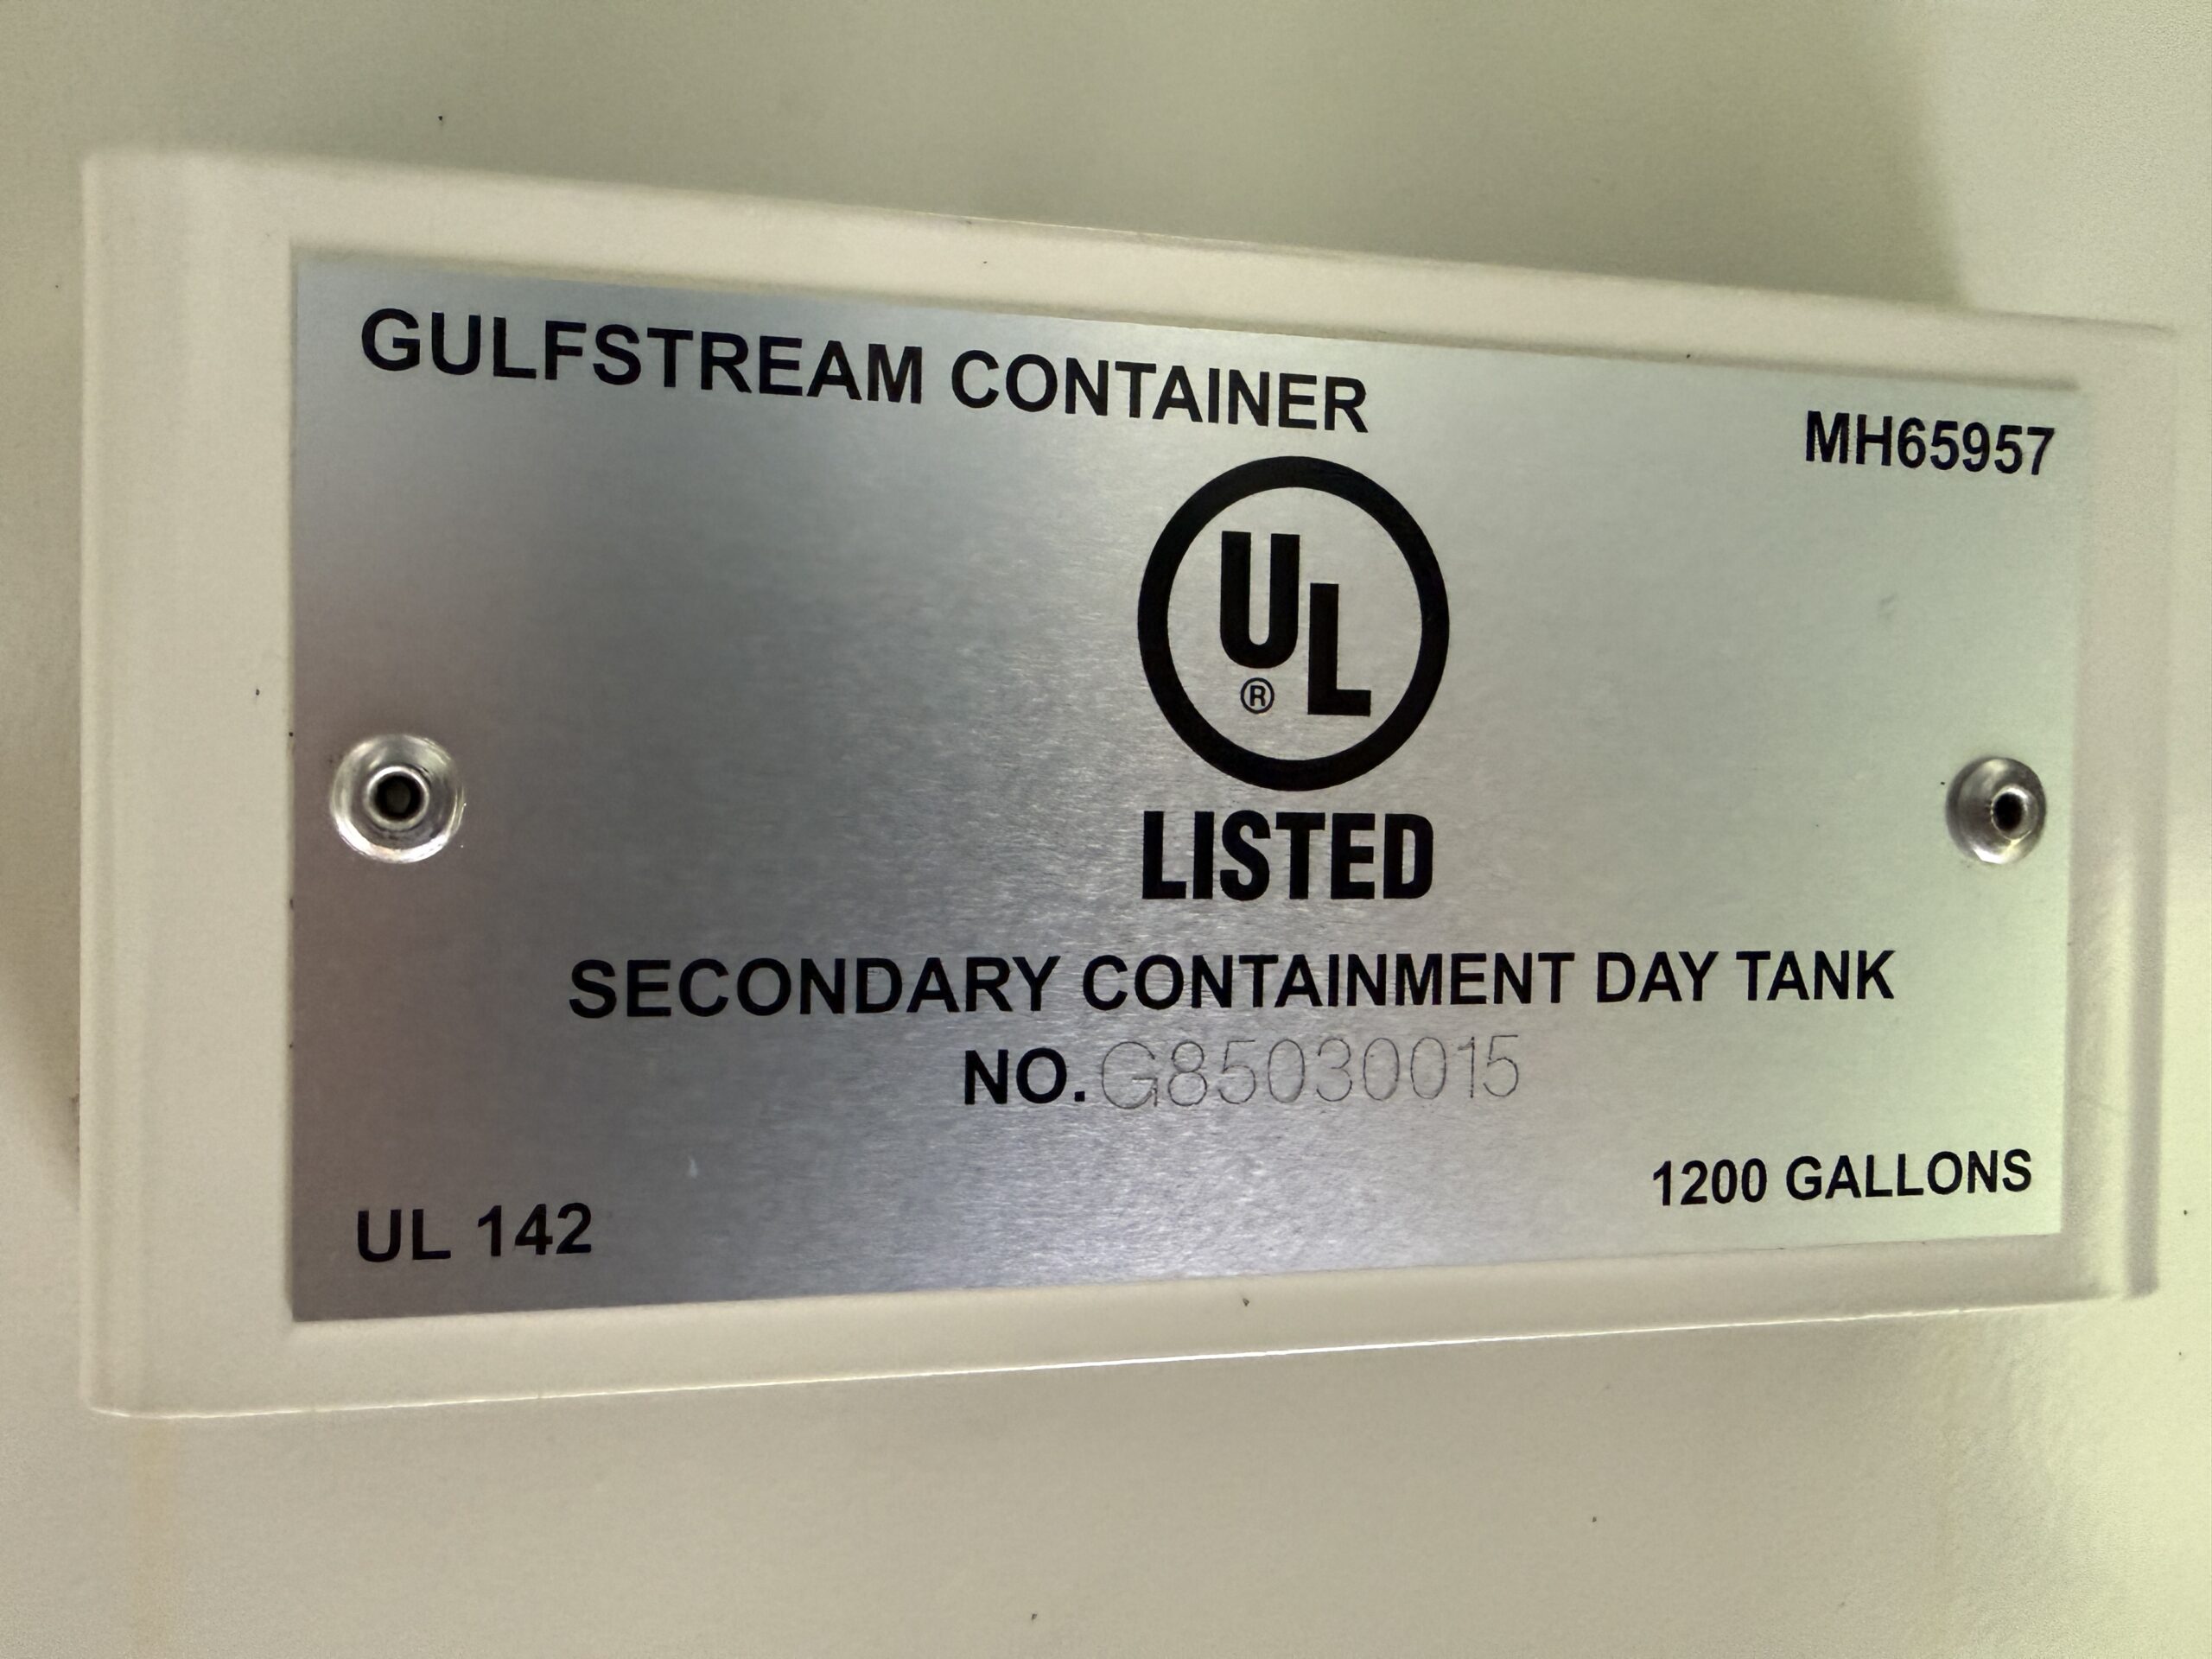 GULFSTREAM CONTAINER
MH65957
UL
®
LISTED
SECONDARY CONTAINMENT DAY TANK
NO. G85030015
UL 142
1200 GALLONS